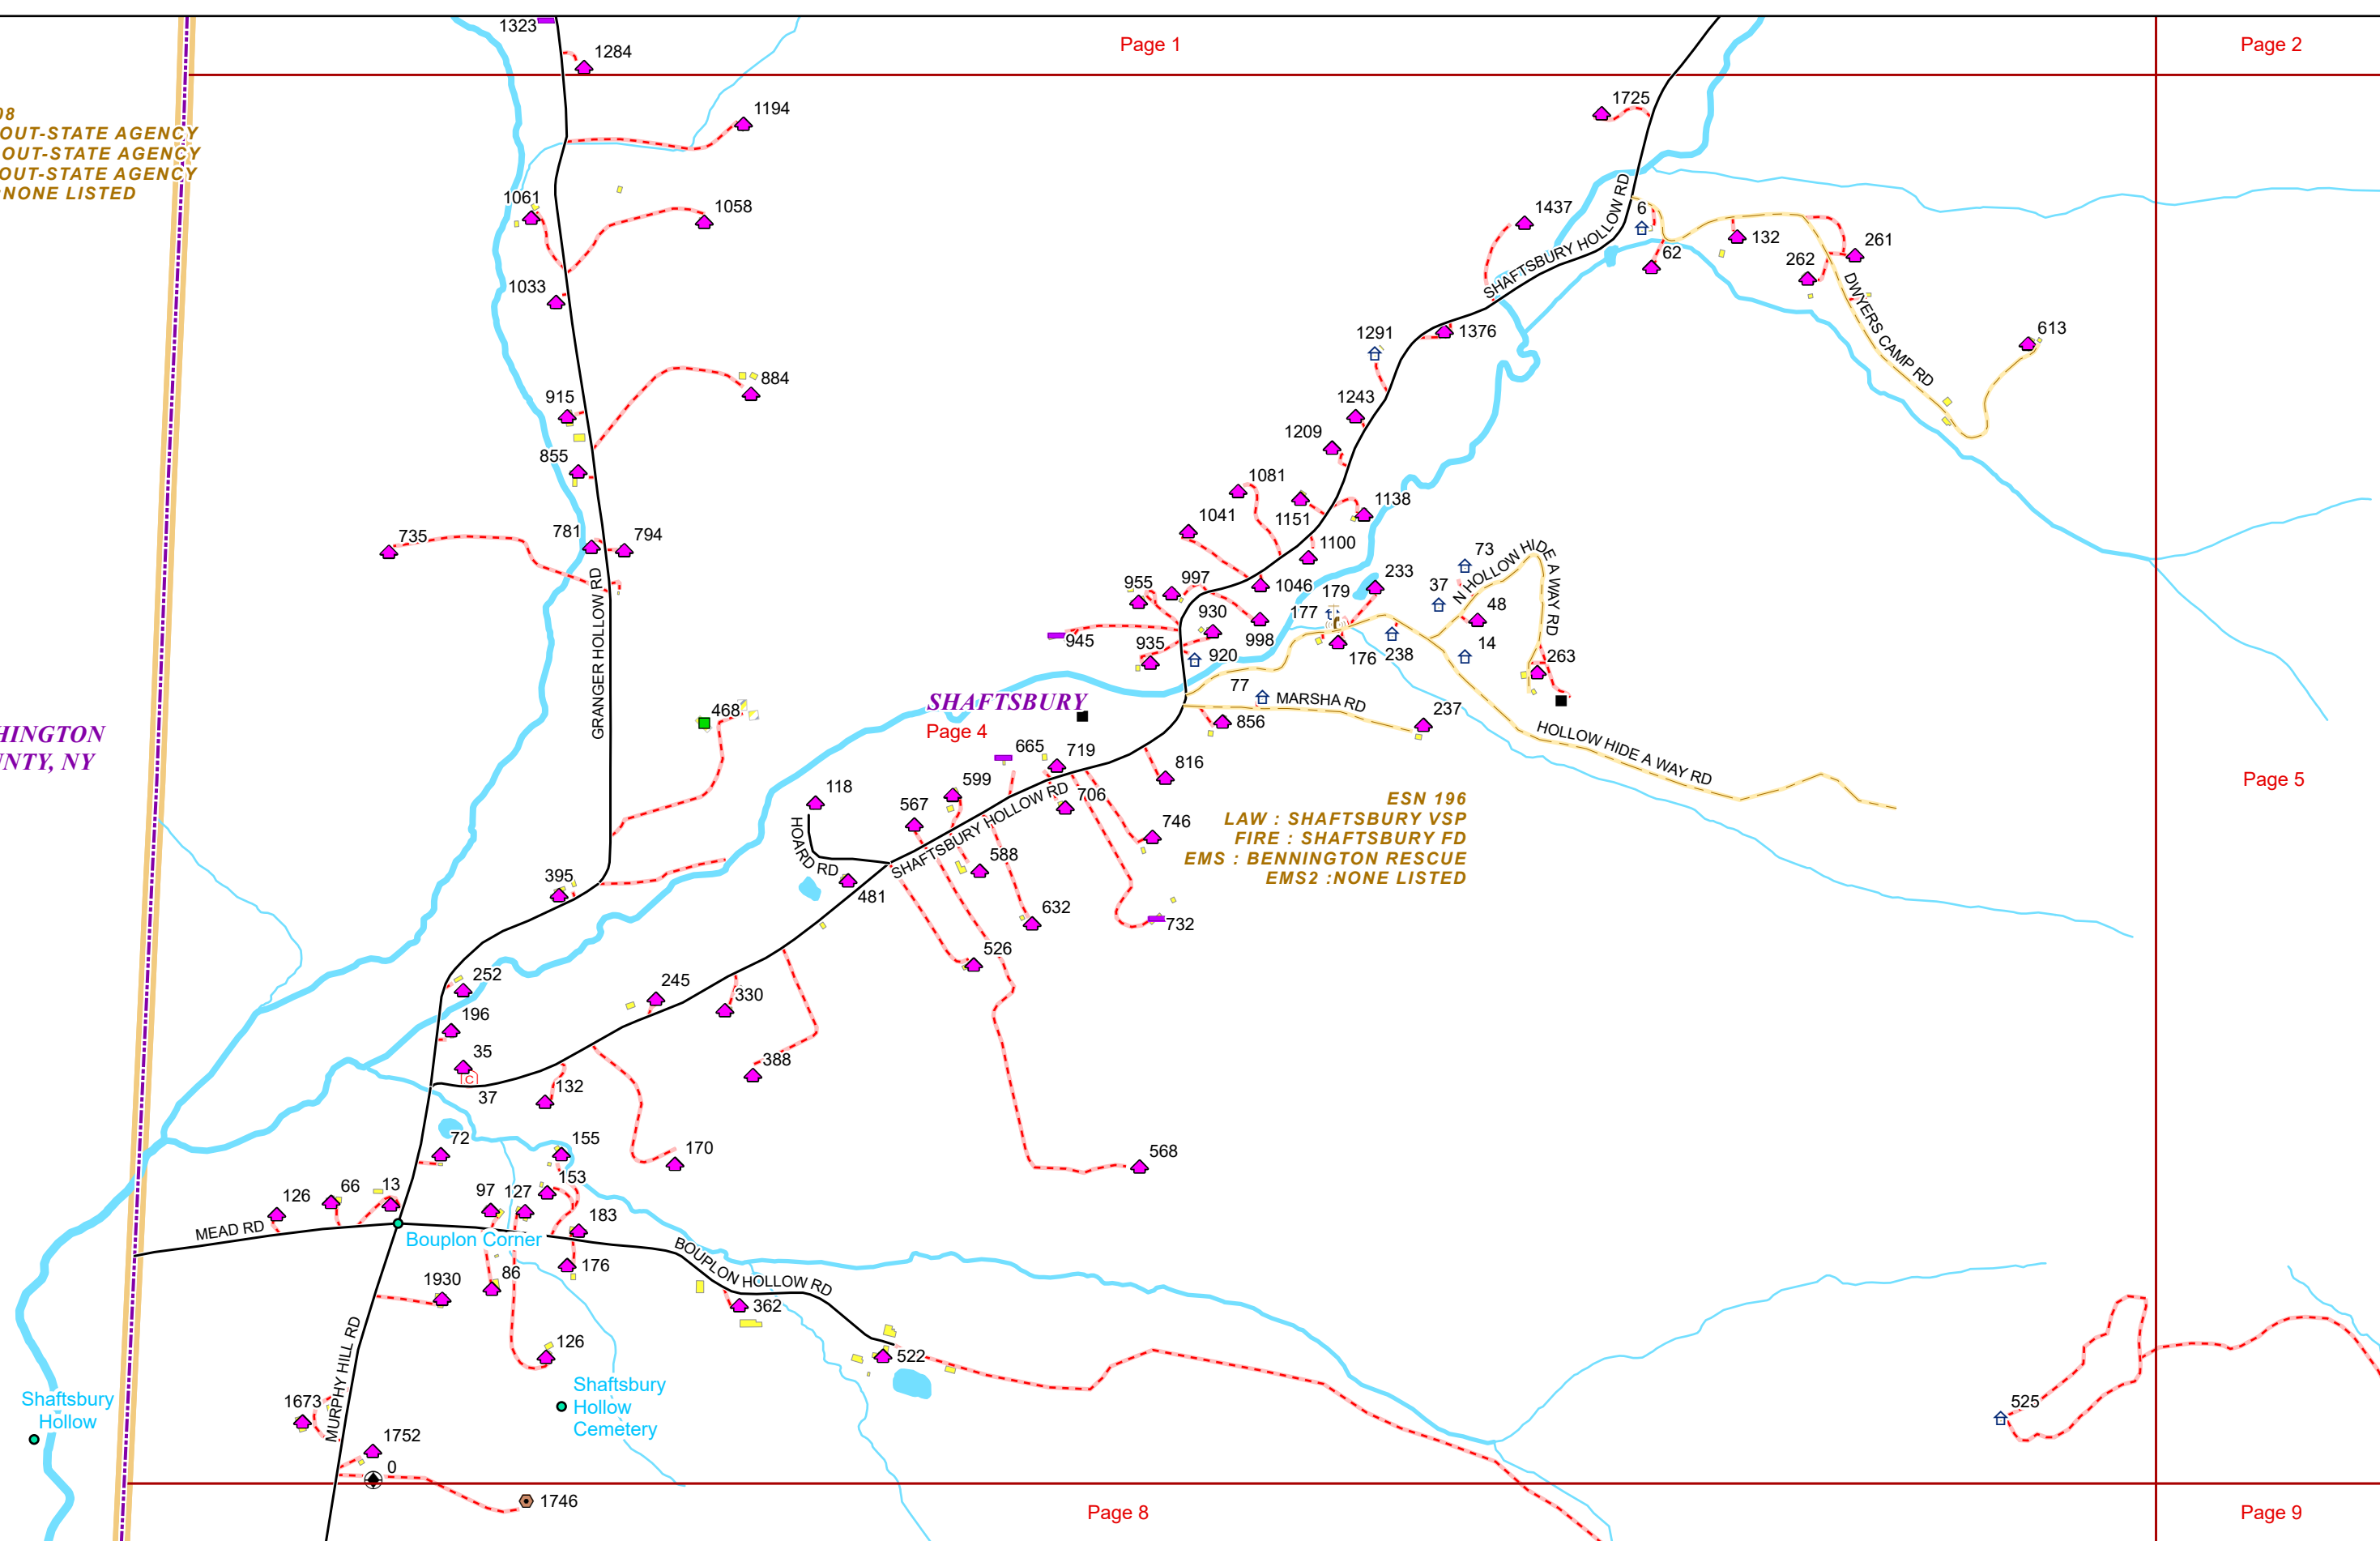 1323
1284
Page 1
Page 2
1194
1725
08
OUT-STATE AGENCY
OUT-STATE AGENCY
OUT-STATE AGENCY
:NONE LISTED
1061
1058
1437
SHAFTSBURY HOLLOW RD
6
132
261
62
262
1033
DWYERS CAMP RD
1291
1376
613
884
915
1243
855
1209
1081
1138
1041
1151
735
781
794
1100
73
N HOLLOW HIDE A WAY RD
GRANGER HOLLOW RD
955
997
1046
179
233
37
48
930
177
998
945
935
920
176
238
14
263
77
MARSHA RD
SHAFTSBURY
468
856
237
Page 4
HINGTON
NTY, NY
HOLLOW HIDE A WAY RD
665
719
816
Page 5
118
599
706
567
SHAFTSBURY HOLLOW RD
HOARD RD
746
588
ESN 196
LAW : SHAFTSBURY VSP
FIRE : SHAFTSBURY FD
EMS : BENNINGTON RESCUE
EMS2 :NONE LISTED
395
481
632
732
526
252
245
330
196
35
388
37
132
72
155
170
568
153
126
66
13
97
127
183
MEAD RD
Bouplon Corner
BOUPLON HOLLOW RD
176
1930
86
362
MURPHY HILL RD
126
522
Shaftsbury
Hollow
1673
Shaftsbury
Hollow
Cemetery
525
1752
0
1746
Page 8
Page 9